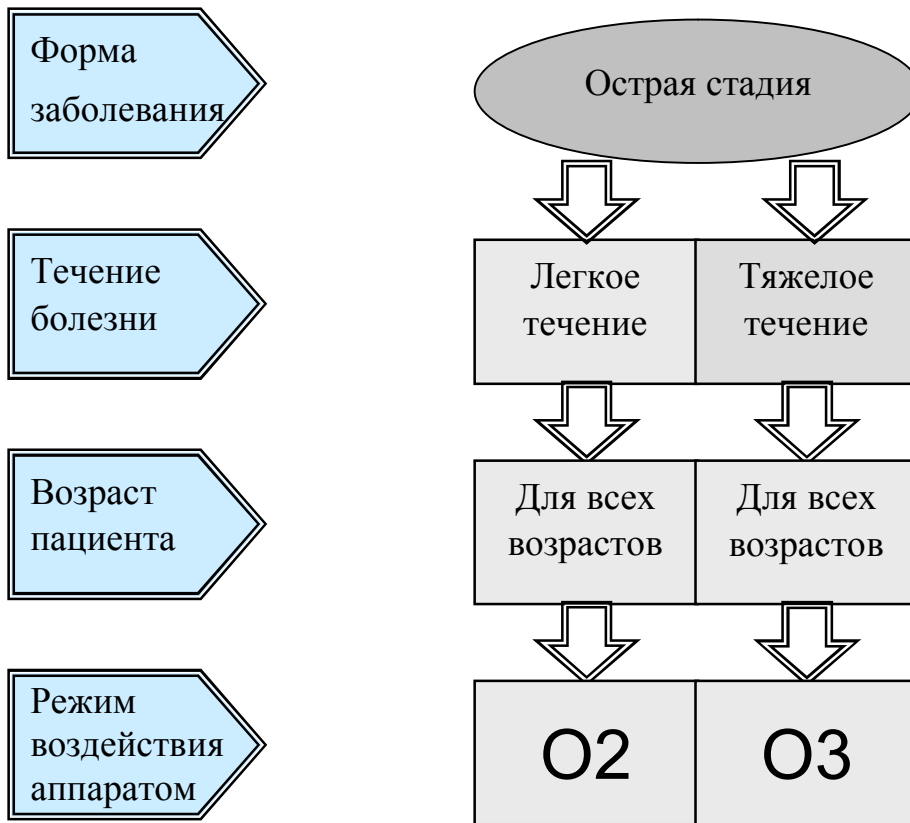 Форма
заболевания
Острая стадия
Течение
болезни
Легкое
течение
Тяжелое
течение
Возраст
пациента
Для всех
возрастов
Для всех
возрастов
Режим
воздействия
аппаратом
О2
О3